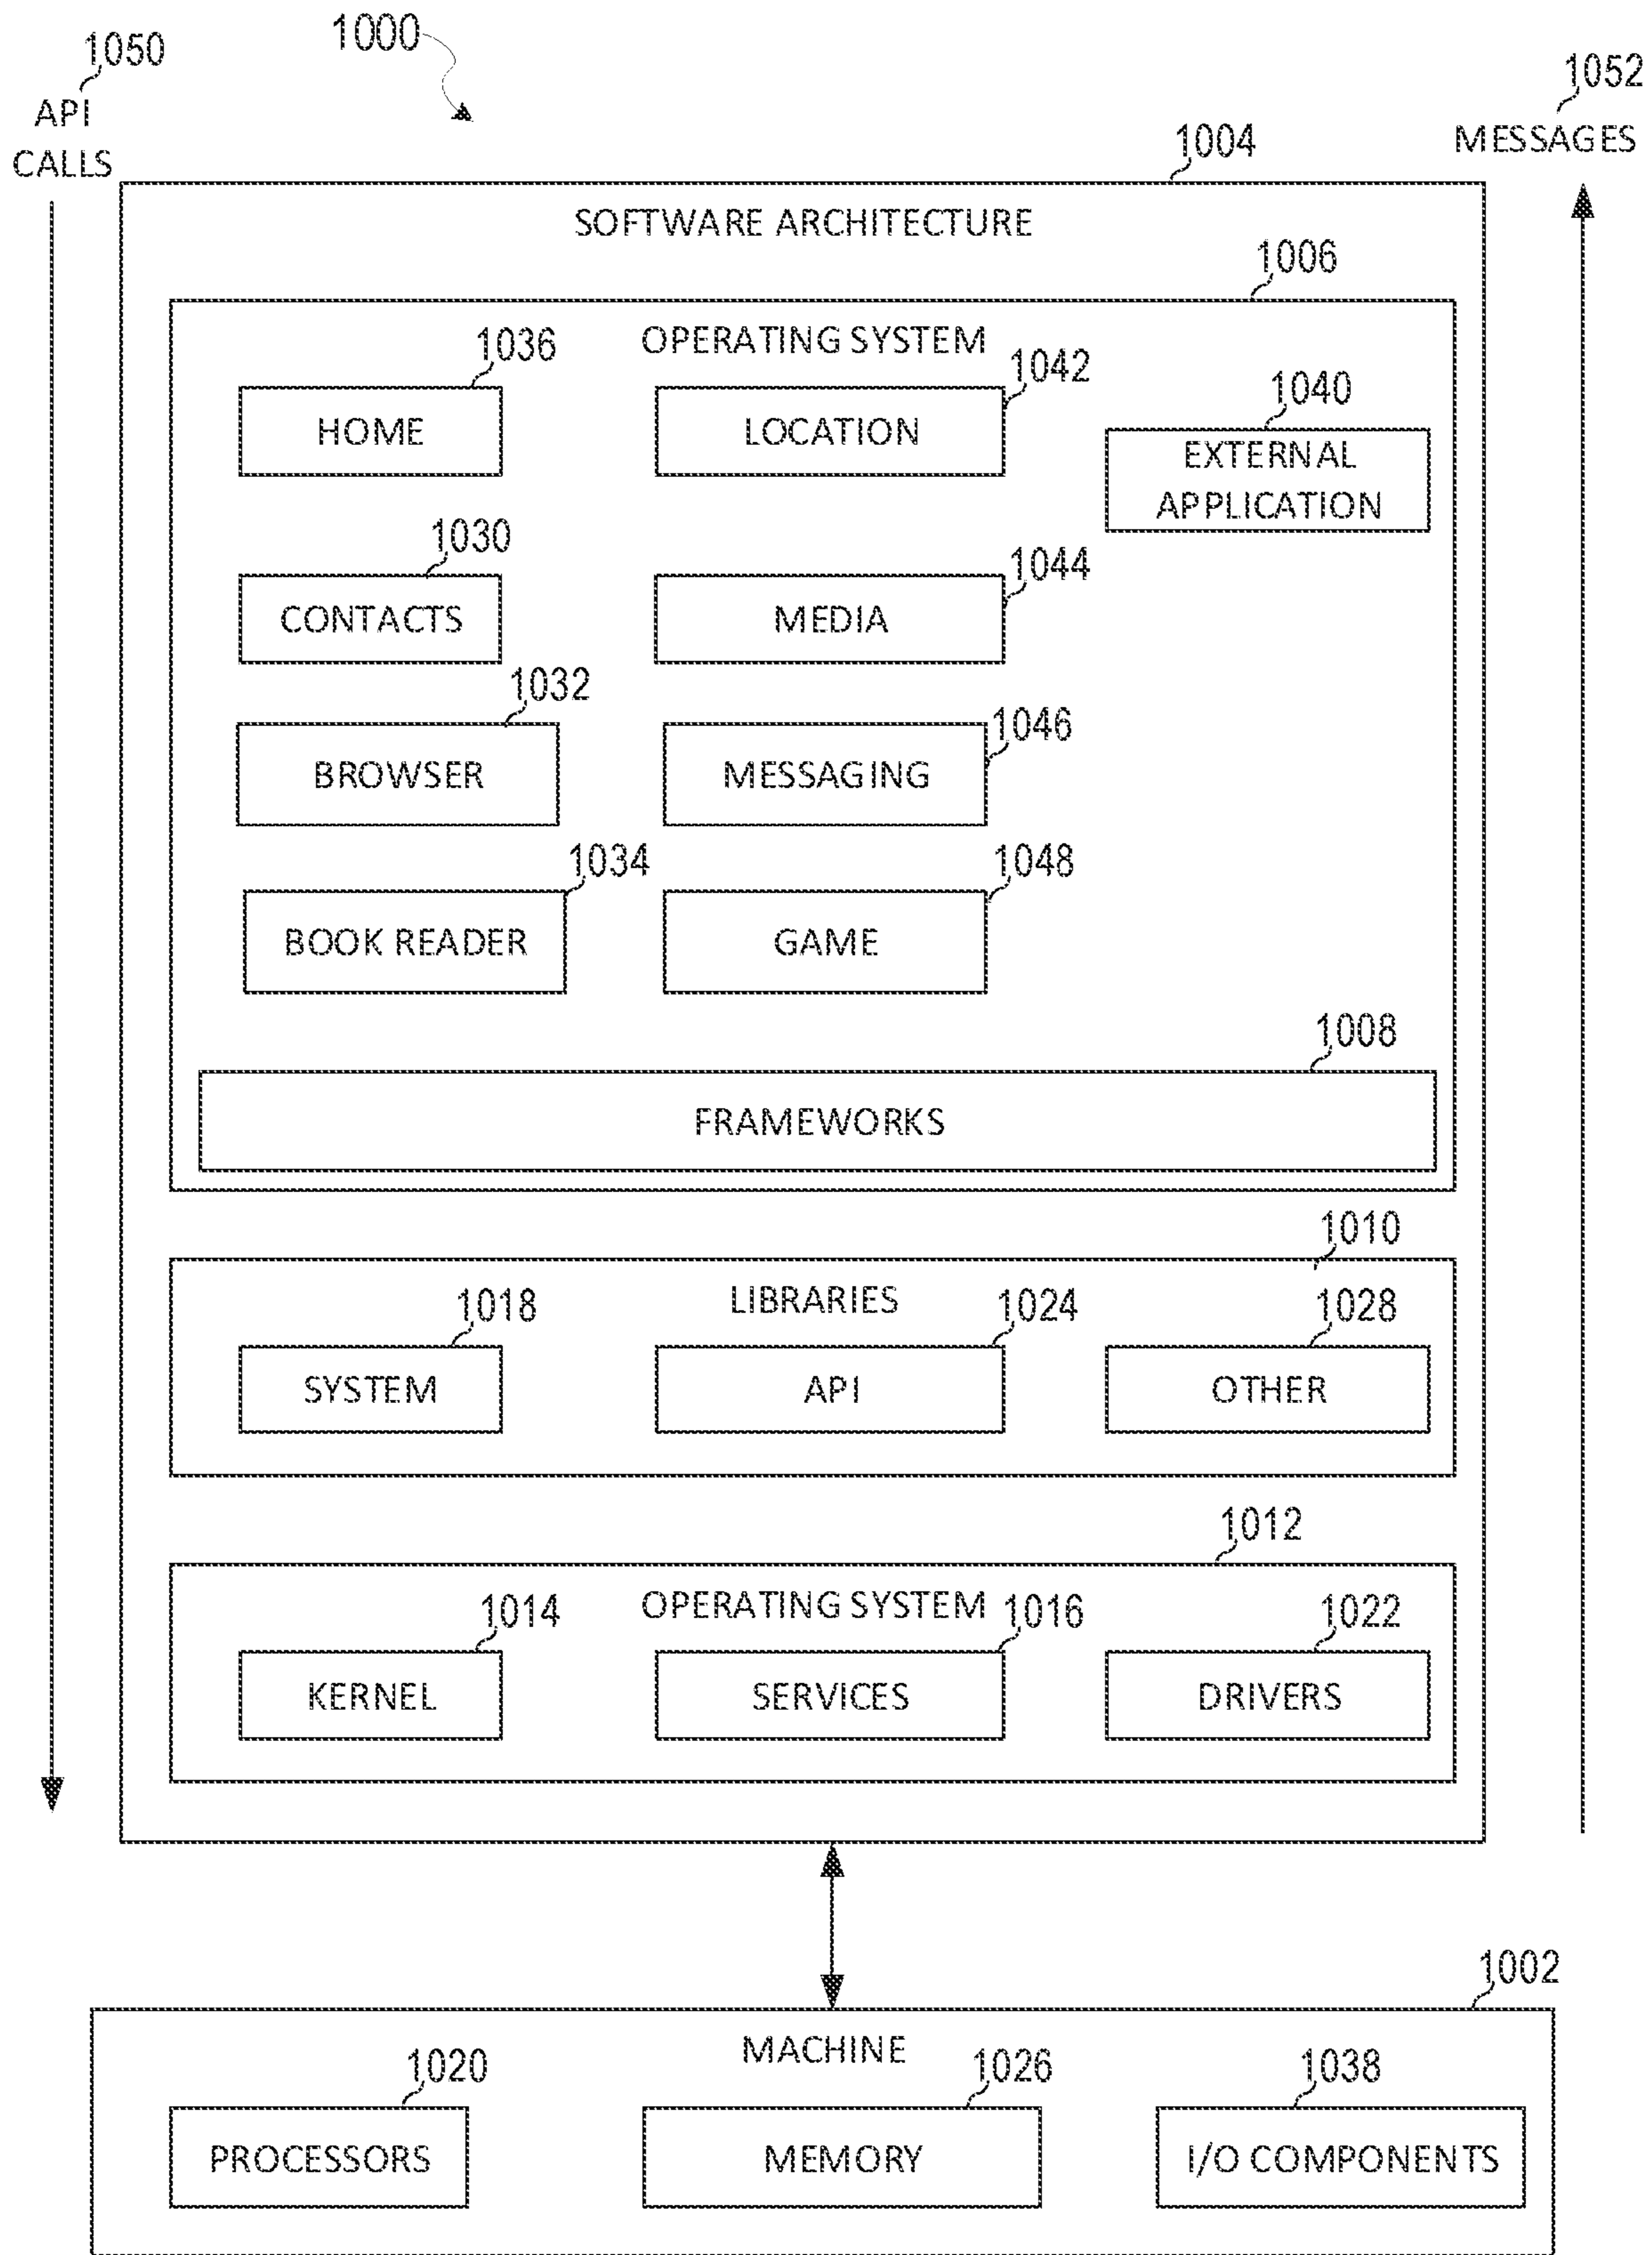 1050
1000
1052
API
CALLS
MESSAGES
1004
SOFTWARE ARCHITECTURE
1006
OPERATING SYSTEM
1036
1042
1040
HOME
LOCATION
EXTERNAL
APPLICATION
1030
1044
CONTACTS
MEDIA
1032
1046
BROWSER
MESSAGING
1034
1048
BOOK READER
GAME
1008
FRAMEWORKS
1010
LIBRARIES
1018
1024
1028
SYSTEM
API
OTHER
1012
OPERATING SYSTEM
1014
1016
1022
KERNEL
SERVICES
DRIVERS
1002
MACHINE
1020
1026
1038
PROCESSORS
MEMORY
I/O COMPONENTS